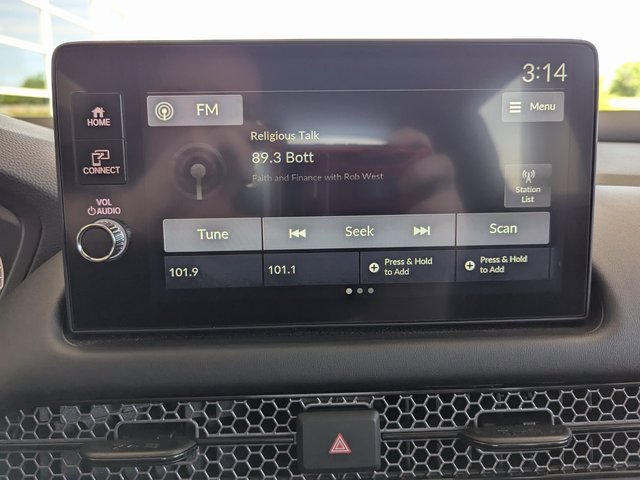 3:14
HOME
FM
Menu
CONNECT
Religious Talk
89.3 Bott
Faith and Finance with Rob West
Station
List
VOL
AUDIO
Tune
Seek
Scan
101.9
101.1
Press & Hold
to Add
Press & Hold
to Add